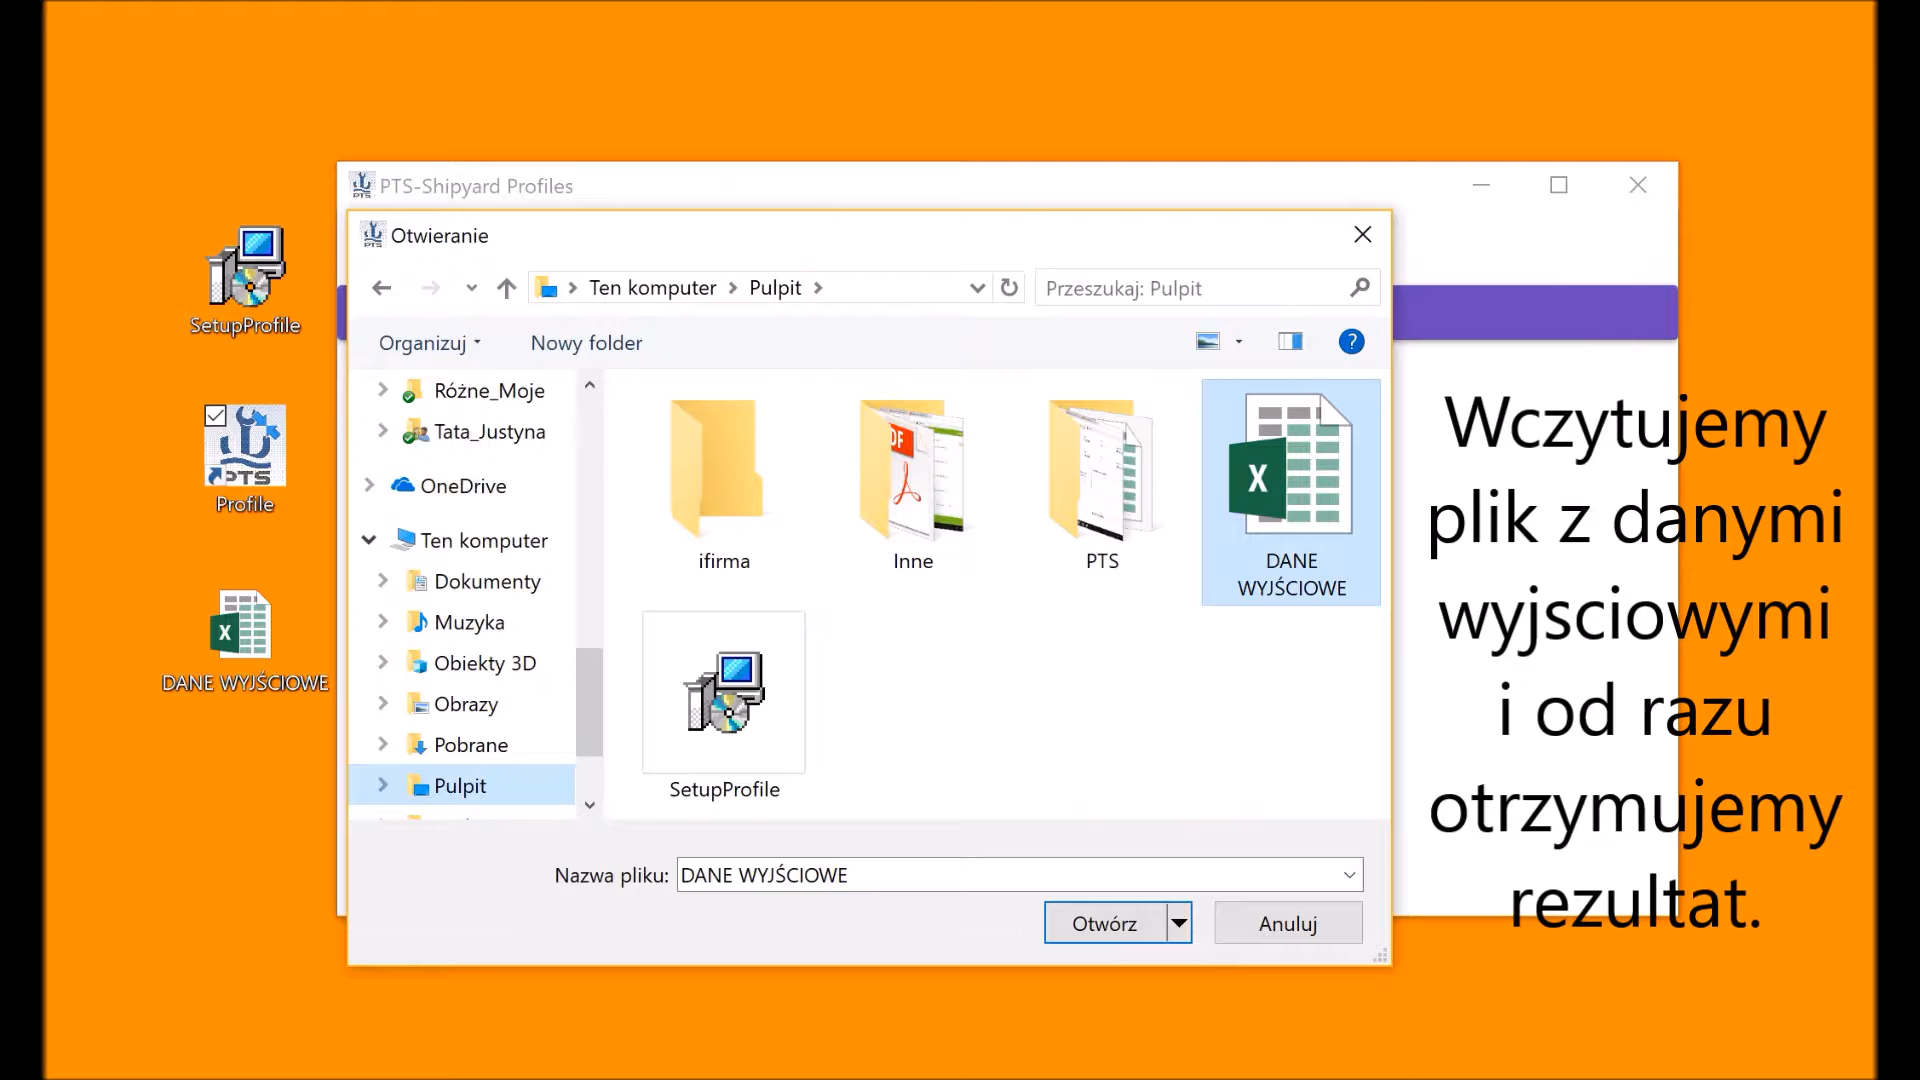 PTS-Shipyard Profiles
Otwieranie
Ten komputer
Pulpit
Przeszukaj: Pulpit
Organizuj
Nowy folder
Różne_Moje
Tata_Justyna
OneDrive
Ten komputer
Dokumenty
Muzyka
Obiekty 3D
Obrazy
Pobrane
Pulpit
ifirma
Inne
PTS
DANE
WYJŚCIOWE
SetupProfile
Nazwa pliku:
DANE WYJŚCIOWE
Otwórz
Anuluj
SetupProfile
PTS
Profile
DANE WYJŚCIOWE
Wczytujemy
plik z danymi
wyjsciowymi
i od razu
otrzymujemy
rezultat.